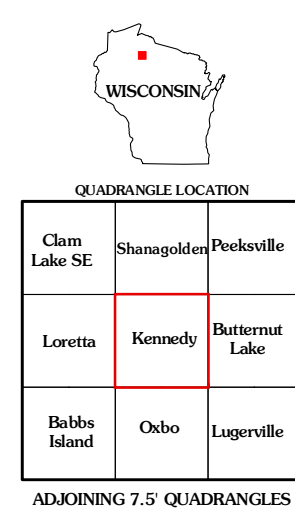 WISCONSIN
QUADRANGLE LOCATION
Clam
Lake SE
Shanagolden
Peeksville
Loretta
Kennedy
Butternut
Lake
Babbs
Island
Oxbo
Lugerville
ADJOINING 7.5' QUADRANGLES